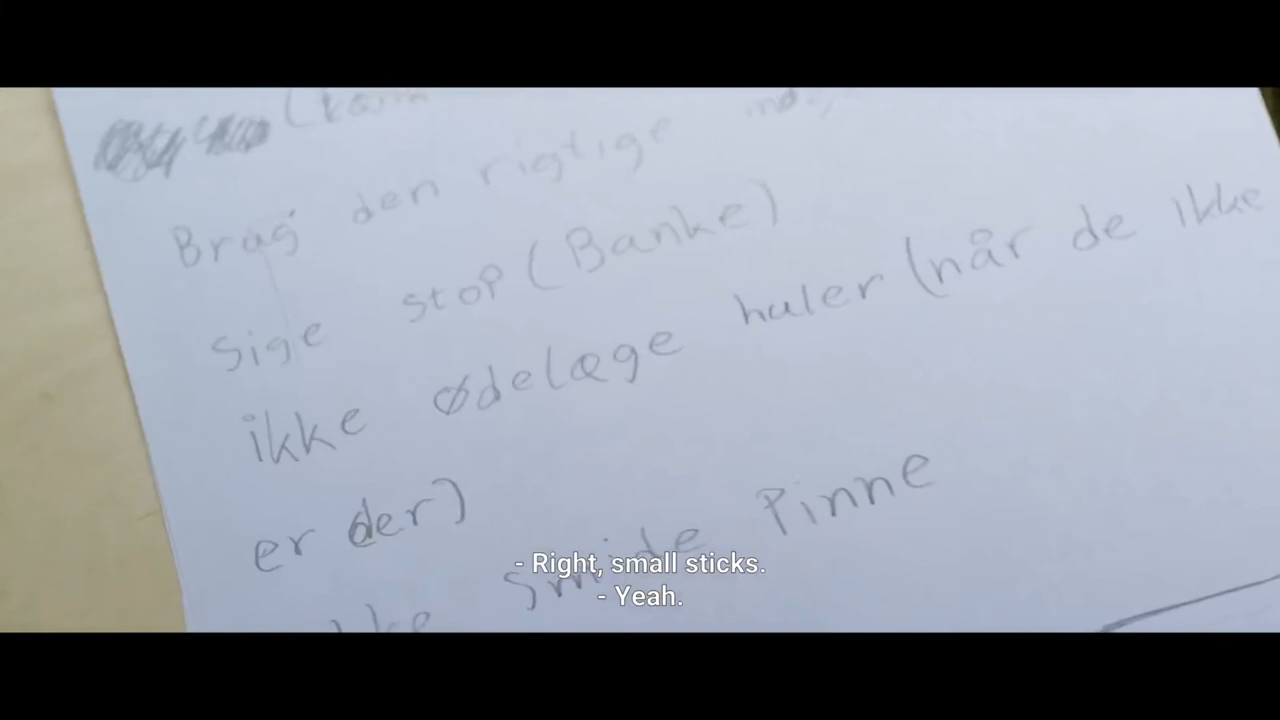 Brug den rigtige
Sige stop (Banke)
ikke ødelæge huler (når de ikke
er der)
smide Pinne
- Right, small sticks.
- Yeah.